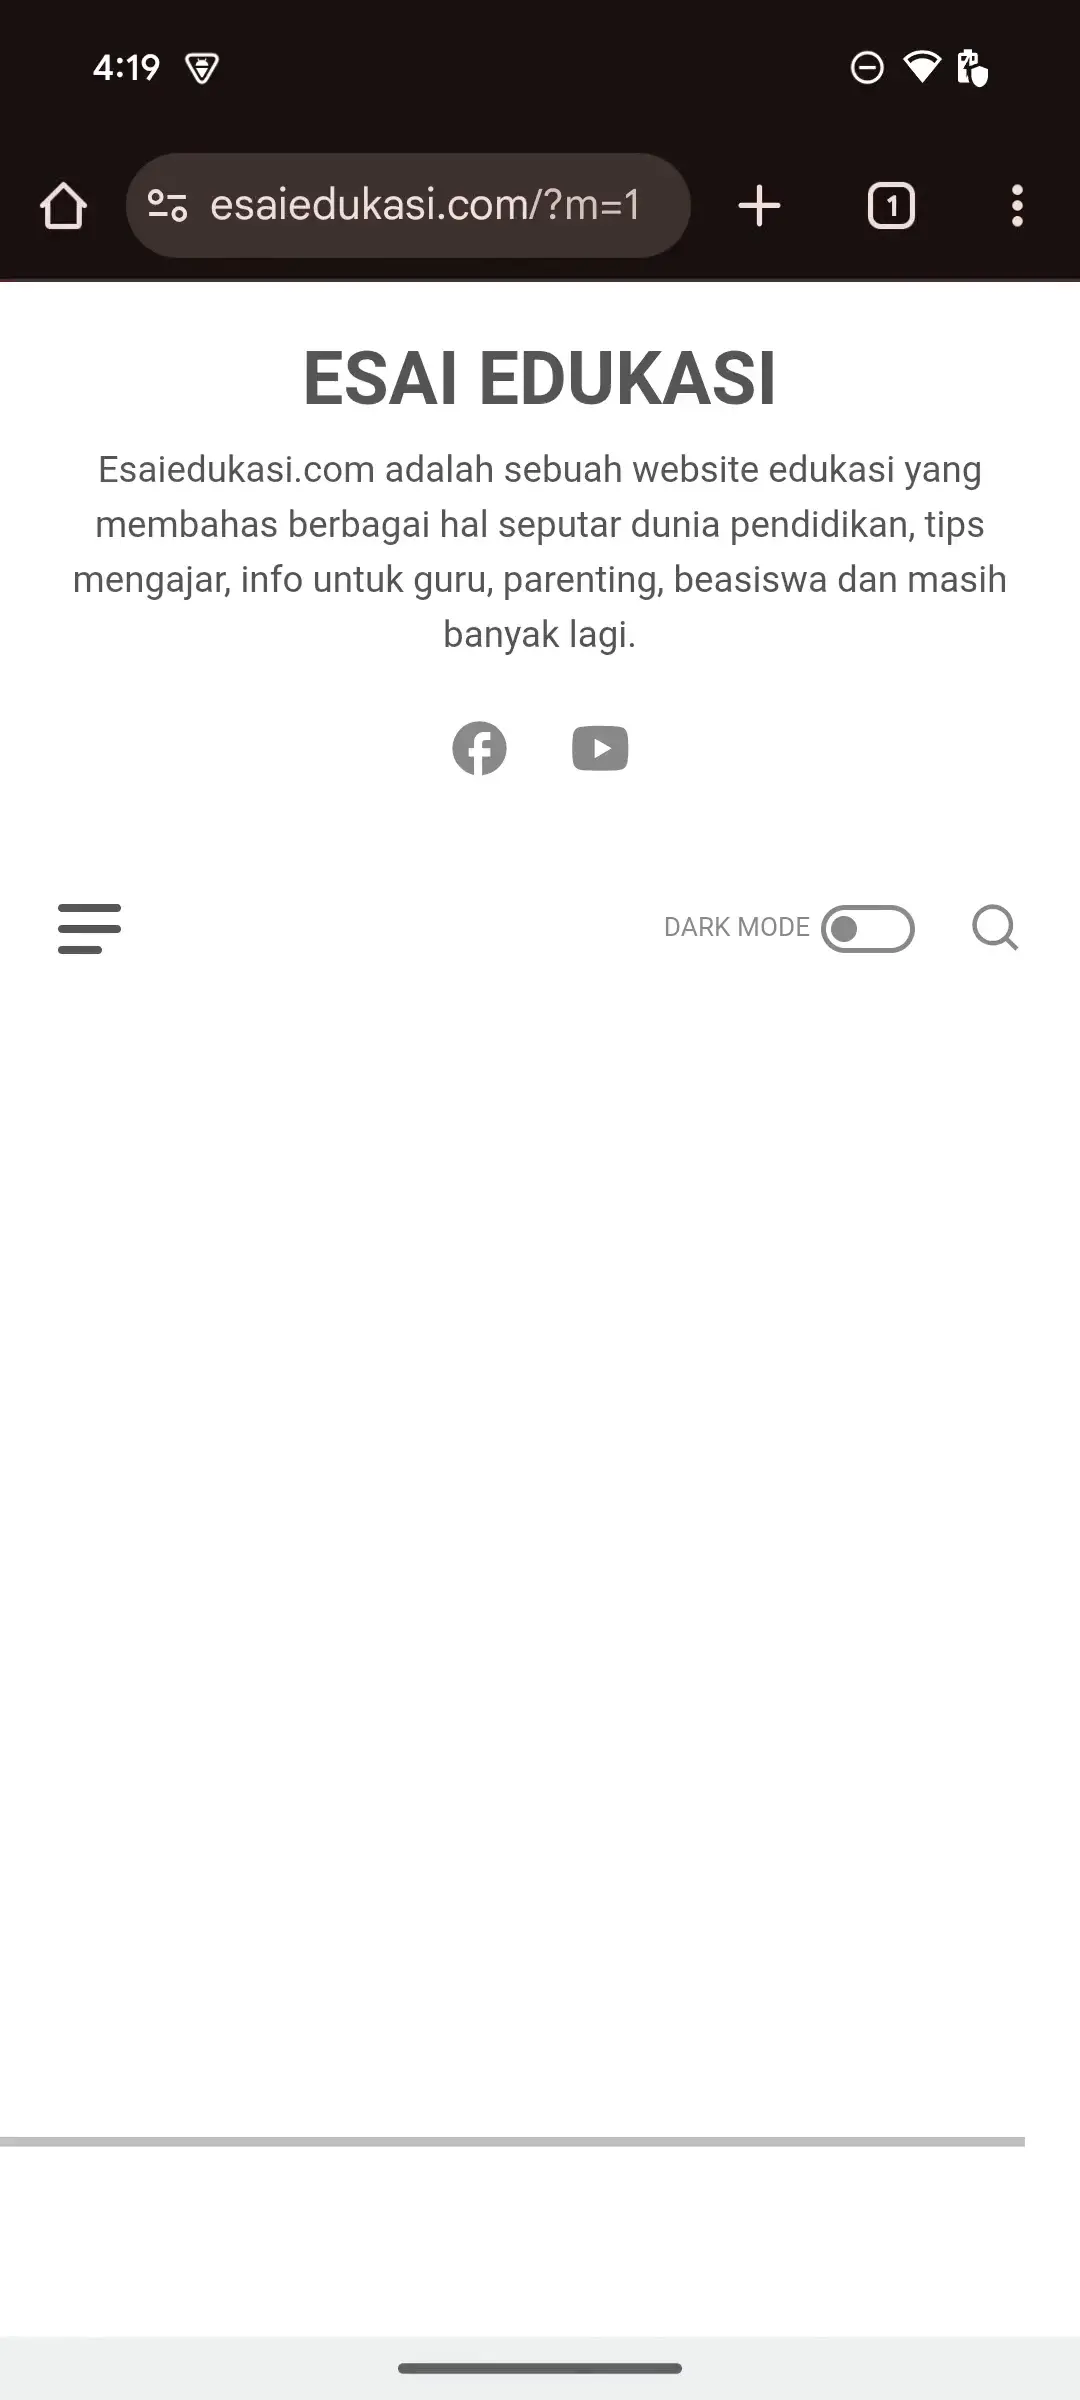 4:19
esaiedukasi.com/?m=1
1
ESAI EDUKASI
Esaiedukasi.com adalah sebuah website edukasi yang
membahas berbagai hal seputar dunia pendidikan, tips
mengajar, info untuk guru, parenting, beasiswa dan masih
banyak lagi.
DARK MODE